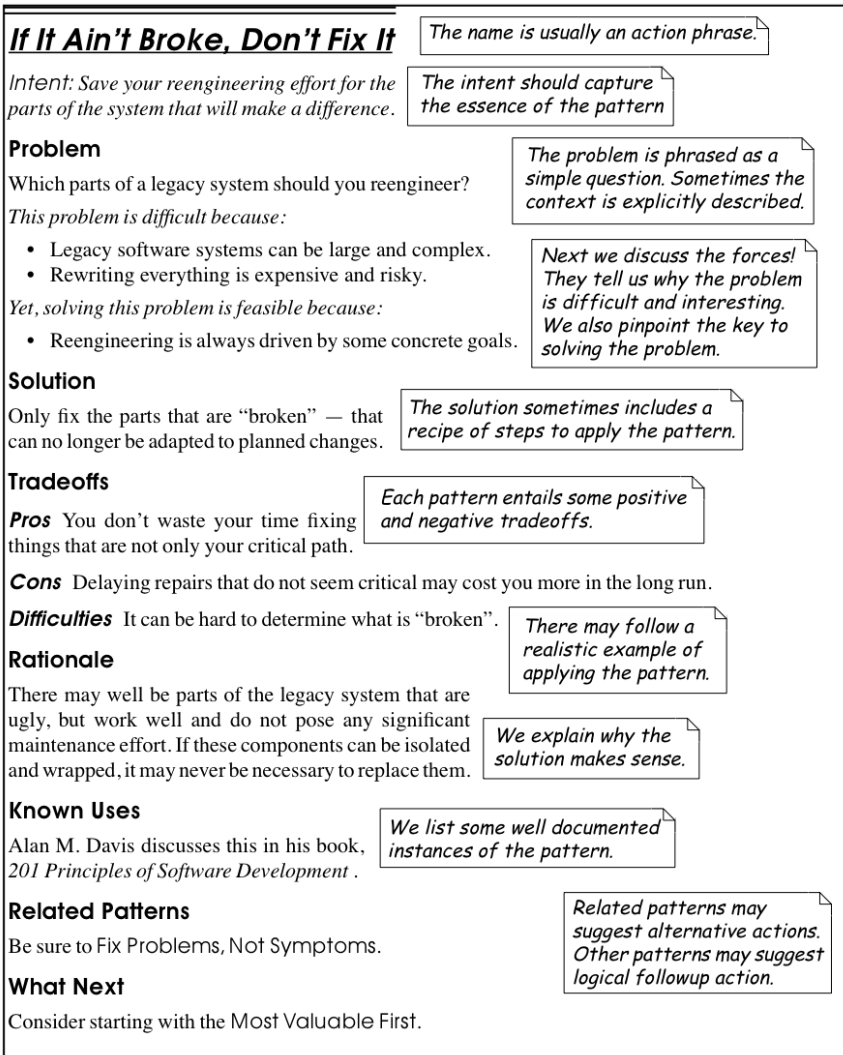 If It Ain't Broke, Don't Fix It
The name is usually an action phrase.
Intent: Save your reengineering effort for the
parts of the system that will make a difference.
The intent should capture
the essence of the pattern
Problem
Which parts of a legacy system should you reengineer?
The problem is phrased as a
simple question. Sometimes the
context is explicitly described.
This problem is difficult because:
• Legacy software systems can be large and complex.
• Rewriting everything is expensive and risky.
Yet, solving this problem is feasible because:
• Reengineering is always driven by some concrete goals.
Next we discuss the forces!
They tell us why the problem
is difficult and interesting.
We also pinpoint the key to
solving the problem.
Solution
Only fix the parts that are “broken” — that
can no longer be adapted to planned changes.
The solution sometimes includes a
recipe of steps to apply the pattern.
Tradeoffs
Each pattern entails some positive
and negative tradeoffs.
Pros You don't waste your time fixing
things that are not only your critical path.
Cons Delaying repairs that do not seem critical may cost you more in the long run.
Difficulties It can be hard to determine what is “broken”.
There may follow a
realistic example of
applying the pattern.
Rationale
There may well be parts of the legacy system that are
ugly, but work well and do not pose any significant
maintenance effort. If these components can be isolated
and wrapped, it may never be necessary to replace them.
We explain why the
solution makes sense.
Known Uses
Alan M. Davis discusses this in his book,
201 Principles of Software Development .
We list some well documented
instances of the pattern.
Related Patterns
Be sure to Fix Problems, Not Symptoms.
Related patterns may
suggest alternative actions.
Other patterns may suggest
logical followup action.
What Next
Consider starting with the Most Valuable First.